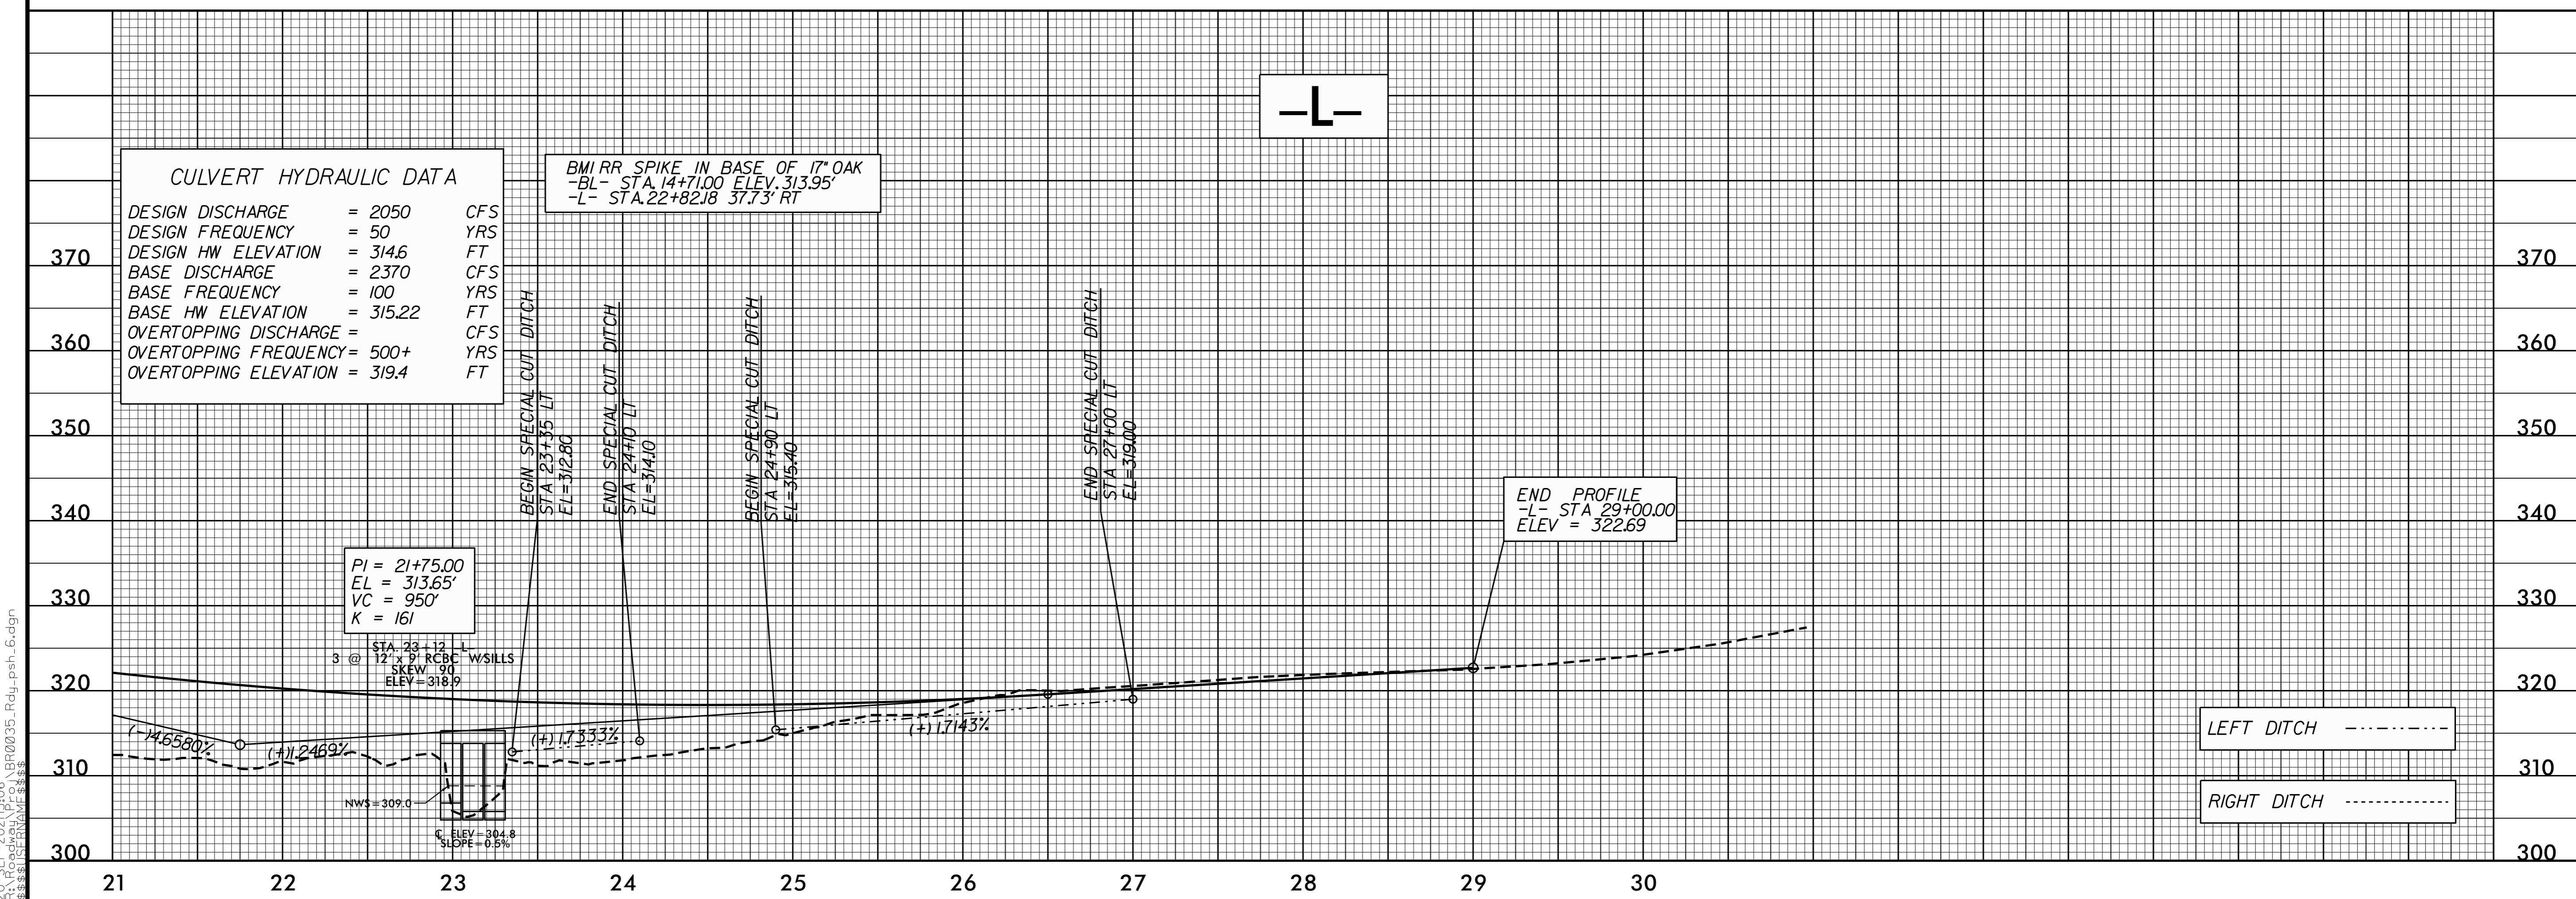 -L-
CULVERT HYDRAULIC DATA
DESIGN DISCHARGE = 2050 CFS
DESIGN FREQUENCY = 50 YRS
DESIGN HW ELEVATION = 314.6 FT
BASE DISCHARGE = 2370 CFS
BASE FREQUENCY = 100 YRS
BASE HW ELEVATION = 315.22 FT
OVERTOPPING DISCHARGE = CFS
OVERTOPPING FREQUENCY= 500+ YRS
OVERTOPPING ELEVATION = 319.4 FT
BM1 RR SPIKE IN BASE OF 17" OAK
-BL- STA. 14+71.00 ELEV. 313.95'
-L- STA. 22+82.18 37.73' RT
BEGIN SPECIAL CUT DITCH
STA 23+35 LT
EL=312.80
END SPECIAL CUT DITCH
STA 24+10 LT
EL=314.10
BEGIN SPECIAL CUT DITCH
STA 24+90 LT
EL=315.40
END SPECIAL CUT DITCH
STA 27+00 LT
EL=319.00
END PROFILE
-L- STA 29+00.00
ELEV = 322.69
PI = 21+75.00
EL = 313.65'
VC = 950'
K = 161
STA. 23+12 -L-
3 @ 12' x 9' RCBC W/SILLS
SKEW 90
ELEV=318.9
(-)4.6580%
(+)1.2469%
(+)1.7333%
(+)1.7143%
NWS=309.0
℄ ELEV=304.8
SLOPE=0.5%
LEFT DITCH
RIGHT DITCH
370
360
350
340
330
320
310
300
370
360
350
340
330
320
310
300
21 22 23 24 25 26 27 28 29 30
R:\Roadway\Proj\BR0035_Rdy_psh_6.dgn
$$$$$USERNAME$$$$$